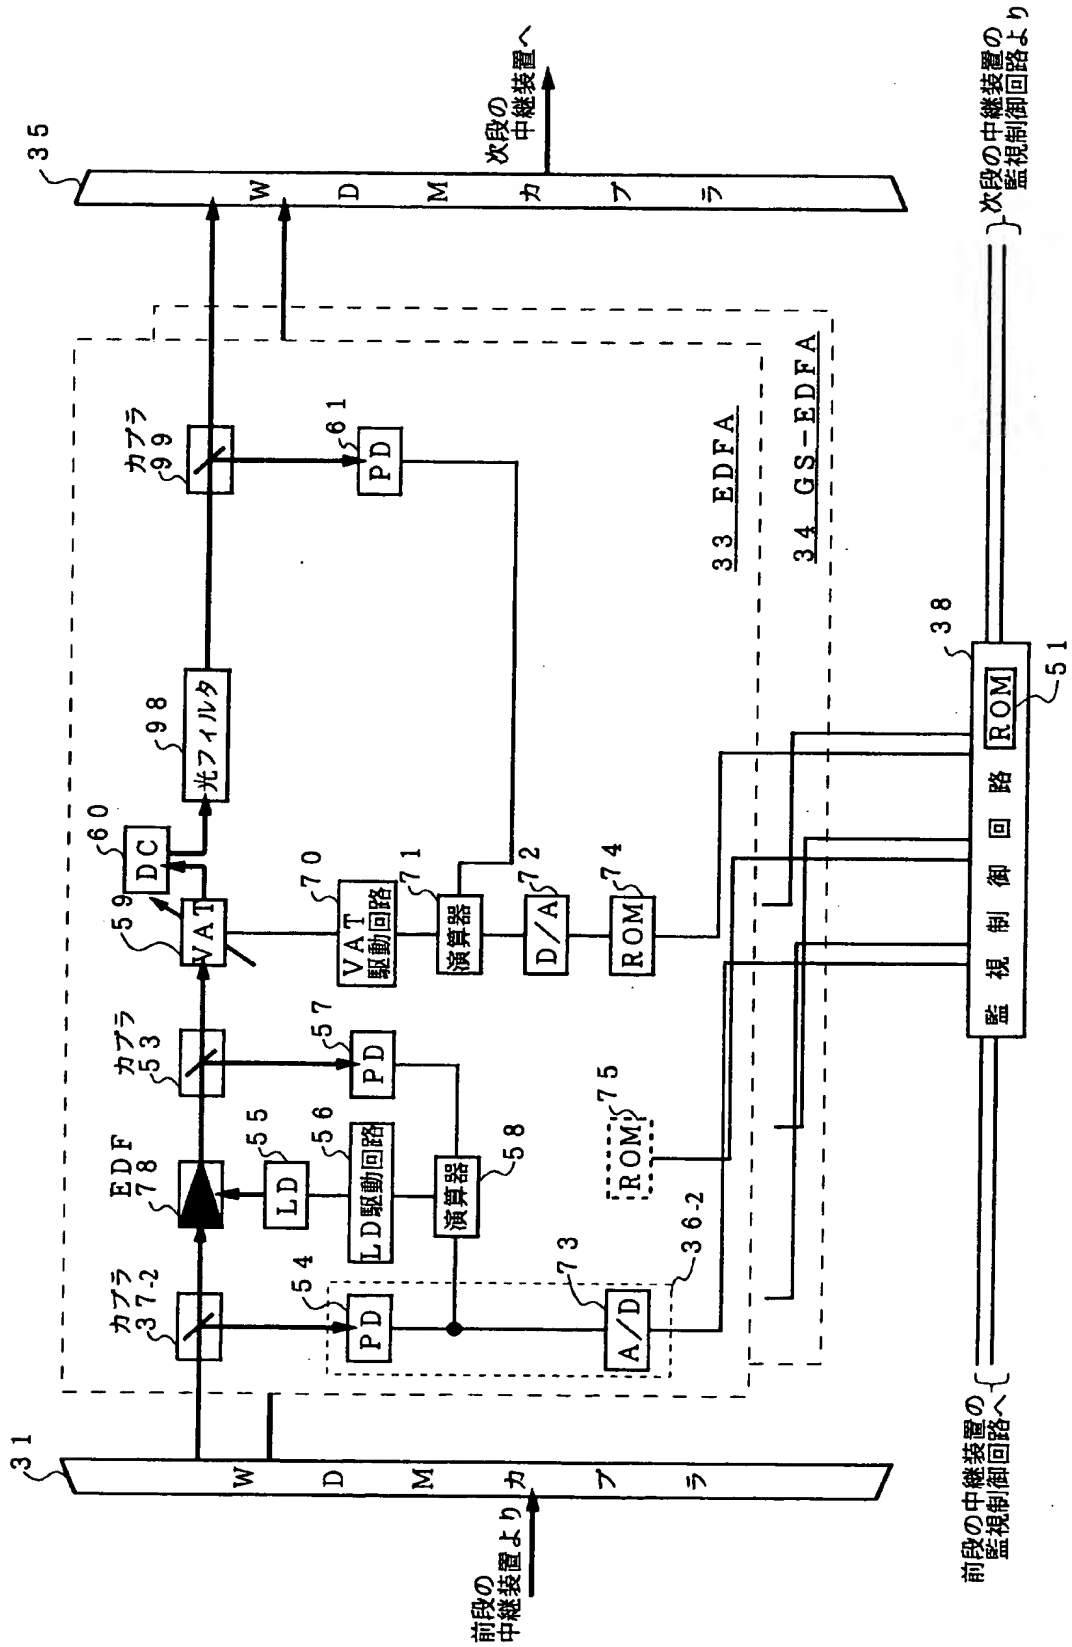 前段の
中継装置より
31
WDMカプラ
カプラ
37-2
EDF
78
カプラ
53
59
VAT
60
DC
98
光フィルタ
カプラ
99
35
WDMカプラ
次段の
中継装置へ
54
PD
55
LD
56
LD駆動回路
57
PD
58
演算器
70
VAT
駆動回路
71
演算器
72
D/A
74
ROM
61
PD
73
A/D
36-2
75
ROM
33 EDFA
34 GS-EDFA
前段の中継装置の
監視制御回路へ
監視制御回路
ROM
38
51
次段の中継装置の
監視制御回路より